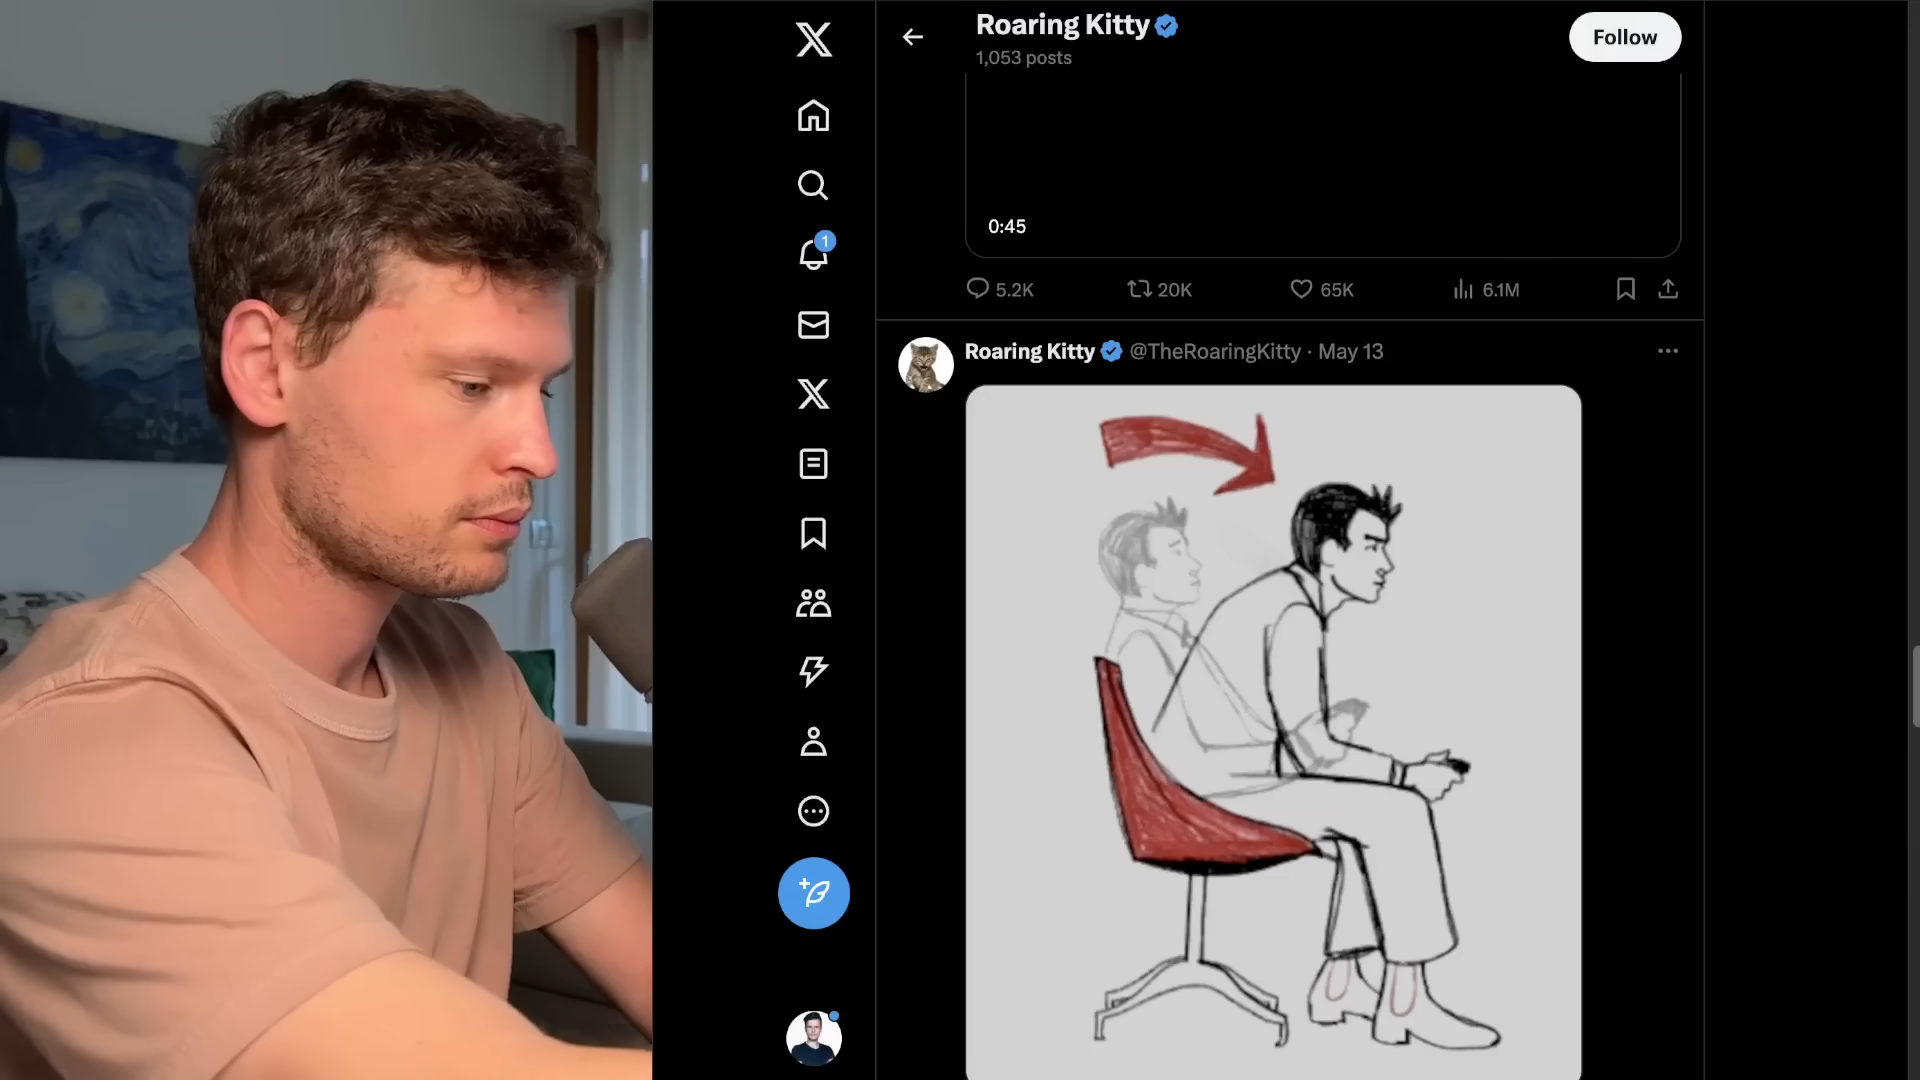 Roaring Kitty
1,053 posts
Follow
0:45
5.2K 20K 65K 6.1M
1
Roaring Kitty @TheRoaringKitty · May 13